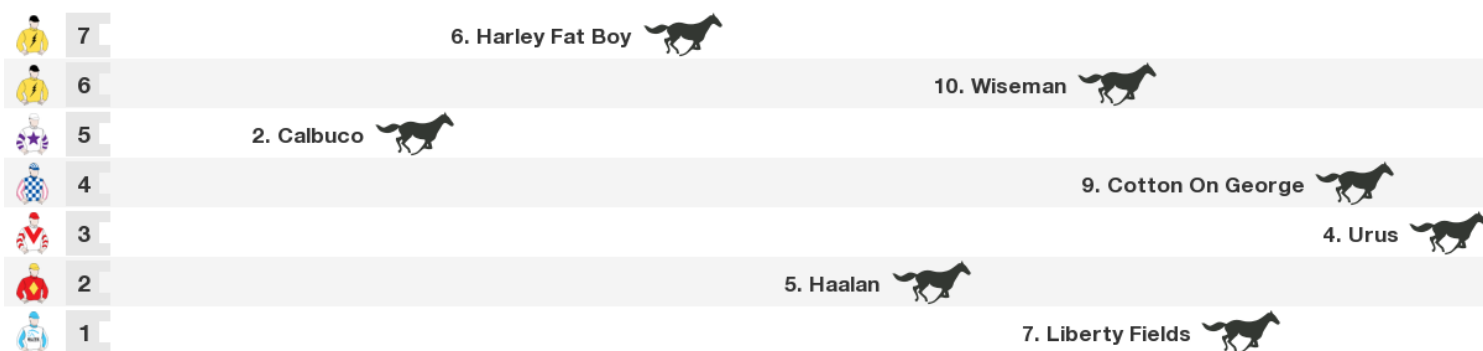 7 6. Harley Fat Boy
6 10. Wiseman
5 2. Calbuco
4 9. Cotton On George
3 4. Urus
2 5. Haalan
1 7. Liberty Fields